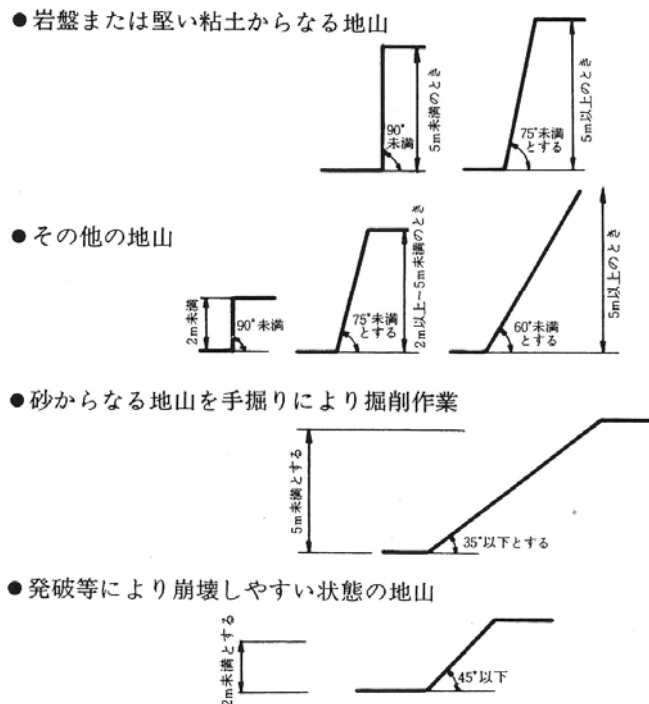 ●岩盤または堅い粘土からなる地山
90°
未満
5m未満のとき
75°未満
とする
5m以上のとき
●その他の地山
2m未満
90°未満
75°未満
とする
2m以上~5m未満のとき
60°未満
とする
5m以上のとき
●砂からなる地山を手掘りにより掘削作業
5m未満とする
35°以下とする
●発破等により崩壊しやすい状態の地山
2m未満とする
45°以下